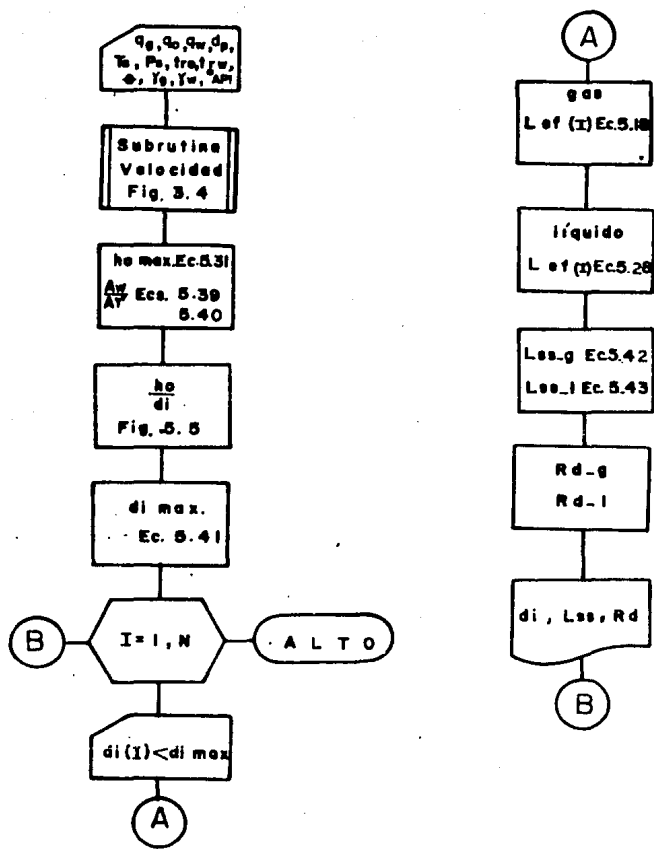 qg, qo, qw, dp,
To, Po, tro, trw,
γg, γw, °API
Subrutina
Velocidad
Fig. 3.4
ho max. Ec. 5.31
Aw
AT Ecs. 5.39
5.40
ho
di
Fig. 5.5
di max.
Ec. 5.41
B
I = 1, N
ALTO
di (I) < di max
A
A
gas
L ef (I) Ec. 5.18
líquido
L ef (I) Ec. 5.28
Lss_g Ec. 5.42
Lss_l Ec. 5.43
Rd_g
Rd_l
di, Lss, Rd
B